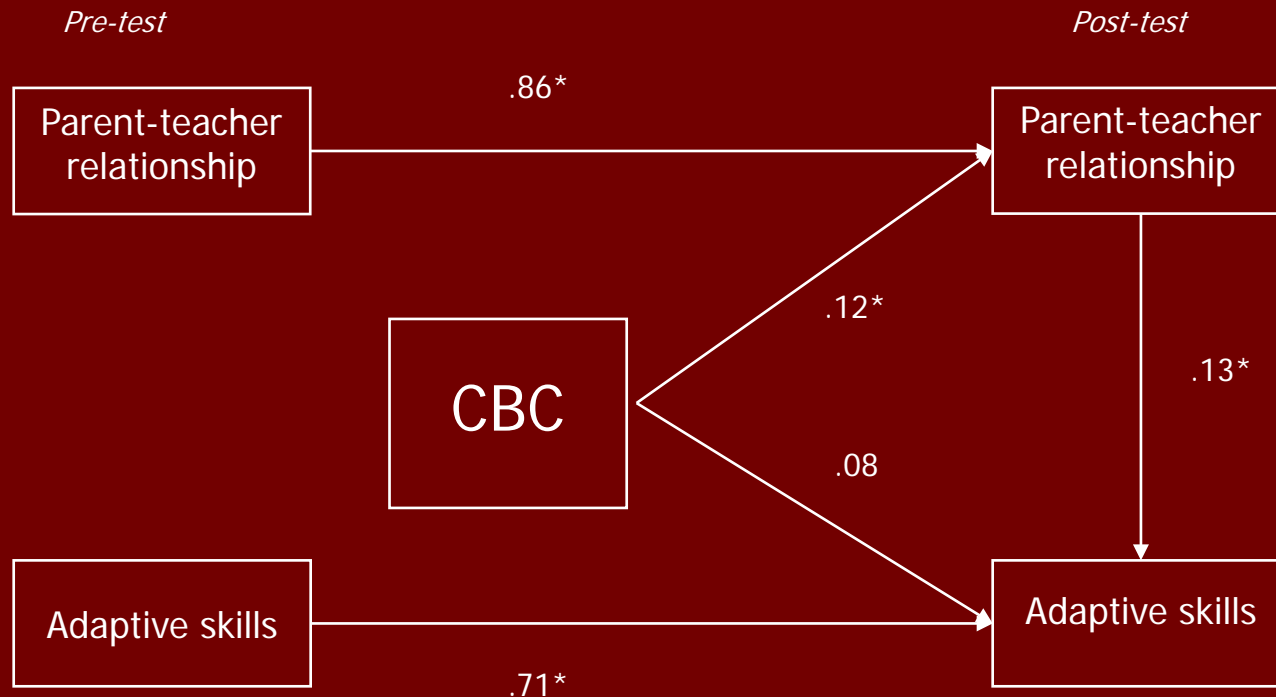 Pre-test
Post-test
.86*
Parent-teacher
relationship
Parent-teacher
relationship
.12*
.13*
CBC
.08
Adaptive skills
Adaptive skills
.71*